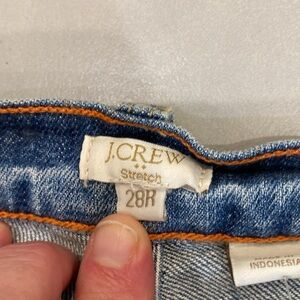 J.CREW
Stretch
28R
INDONESIA